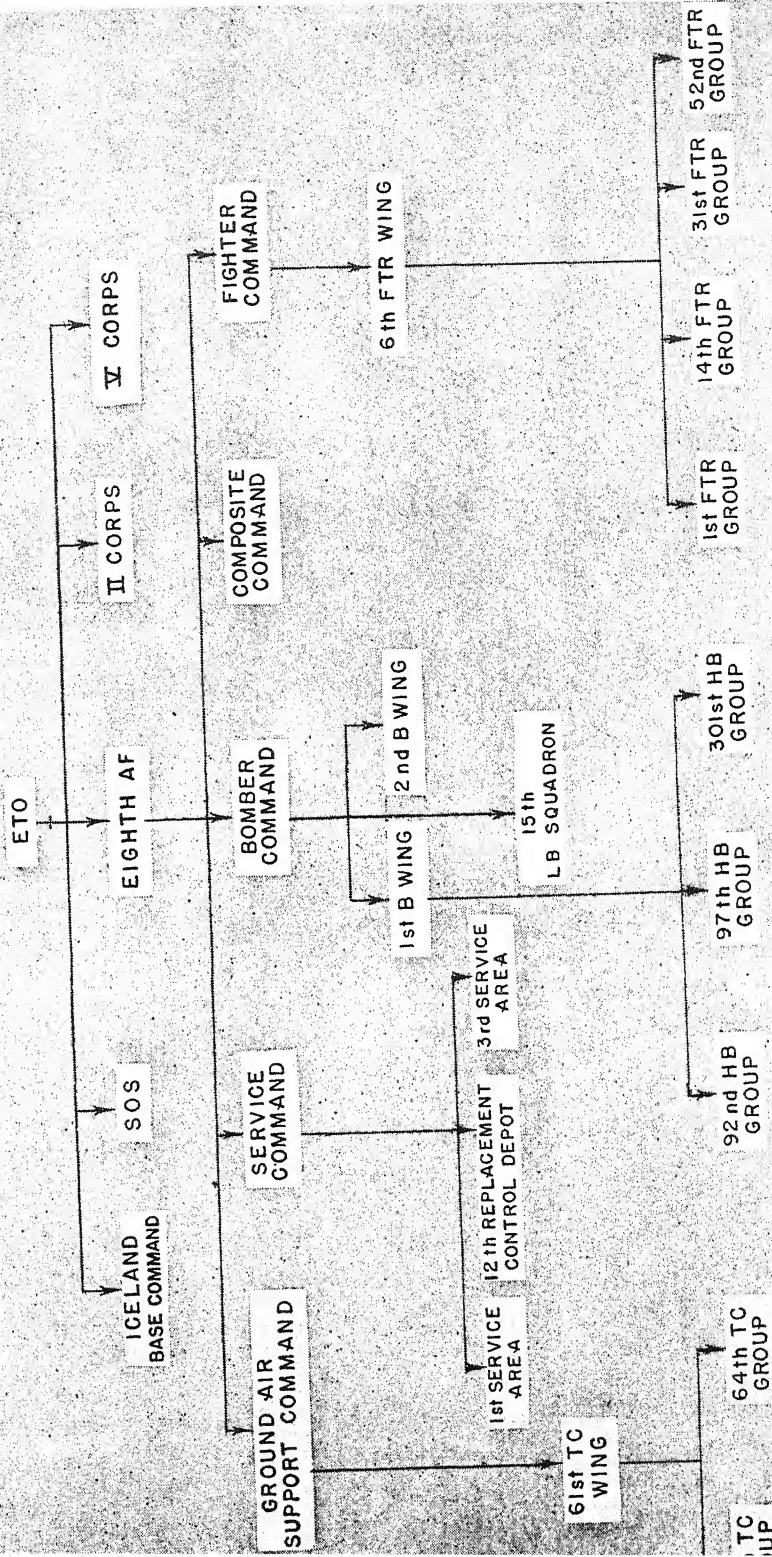 ETO
ICELAND
BASE COMMAND
SOS
EIGHTH AF
II CORPS
V CORPS
GROUND AIR
SUPPORT COMMAND
SERVICE
COMMAND
BOMBER
COMMAND
COMPOSITE
COMMAND
FIGHTER
COMMAND
1st SERVICE
AREA
12th REPLACEMENT
CONTROL DEPOT
3rd SERVICE
AREA
1st B WING
2nd B WING
6th FTR WING
61st TC
WING
15th
LB SQUADRON
TC
64th TC
GROUP
92nd HB
GROUP
97th HB
GROUP
301st HB
GROUP
1st FTR
GROUP
14th FTR
GROUP
31st FTR
GROUP
52nd FTR
GROUP